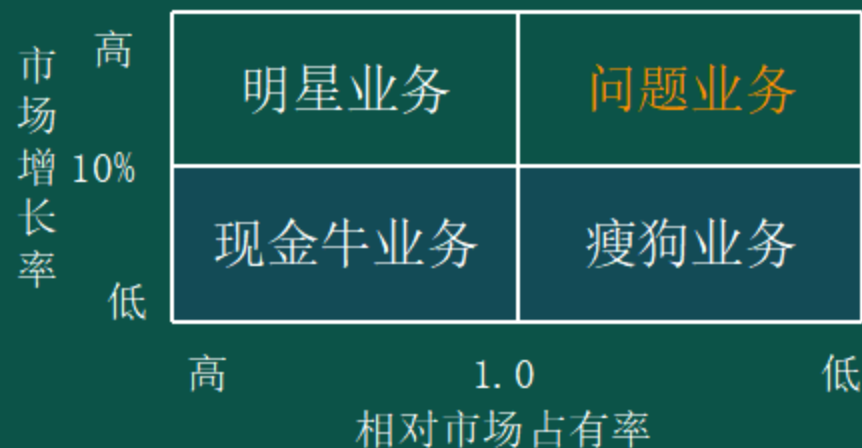 市场增长率
高
明星业务 问题业务
10%
现金牛业务 瘦狗业务
低
高 1.0 低
相对市场占有率